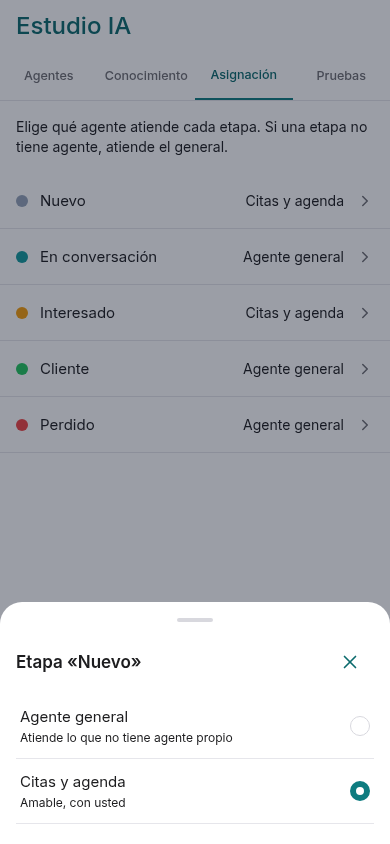 Estudio IA
Agentes Conocimiento Asignación Pruebas
Elige qué agente atiende cada etapa. Si una etapa no
tiene agente, atiende el general.
Nuevo Citas y agenda
En conversación Agente general
Interesado Citas y agenda
Cliente Agente general
Perdido Agente general
Etapa «Nuevo»
Agente general
Atiende lo que no tiene agente propio
Citas y agenda
Amable, con usted